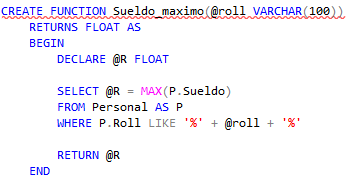 CREATE FUNCTION Sueldo_maximo(@roll VARCHAR(100))
RETURNS FLOAT AS
BEGIN
DECLARE @R FLOAT
SELECT @R = MAX(P.Sueldo)
FROM Personal AS P
WHERE P.Roll LIKE '%' + @roll + '%'
RETURN @R
END